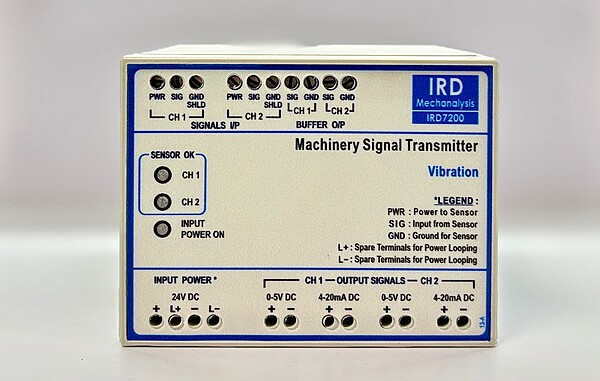 PWR SIG GND SHLD PWR SIG GND SHLD SIG GND SIG GND
CH 1 CH 2 CH 1 CH 2
SIGNALS I/P BUFFER O/P
IRD
Mechanalysis
IRD7200
Machinery Signal Transmitter
Vibration
SENSOR OK
CH 1
CH 2
INPUT
POWER ON
*LEGEND :
PWR : Power to Sensor
SIG : Input from Sensor
GND : Ground for Sensor
L+ : Spare Terminals for Power Looping
L− : Spare Terminals for Power Looping
INPUT POWER * CH 1 — OUTPUT SIGNALS — CH 2
24V DC 0-5V DC 4-20mA DC 0-5V DC 4-20mA DC
+ L+ − L− + − + − + − + −